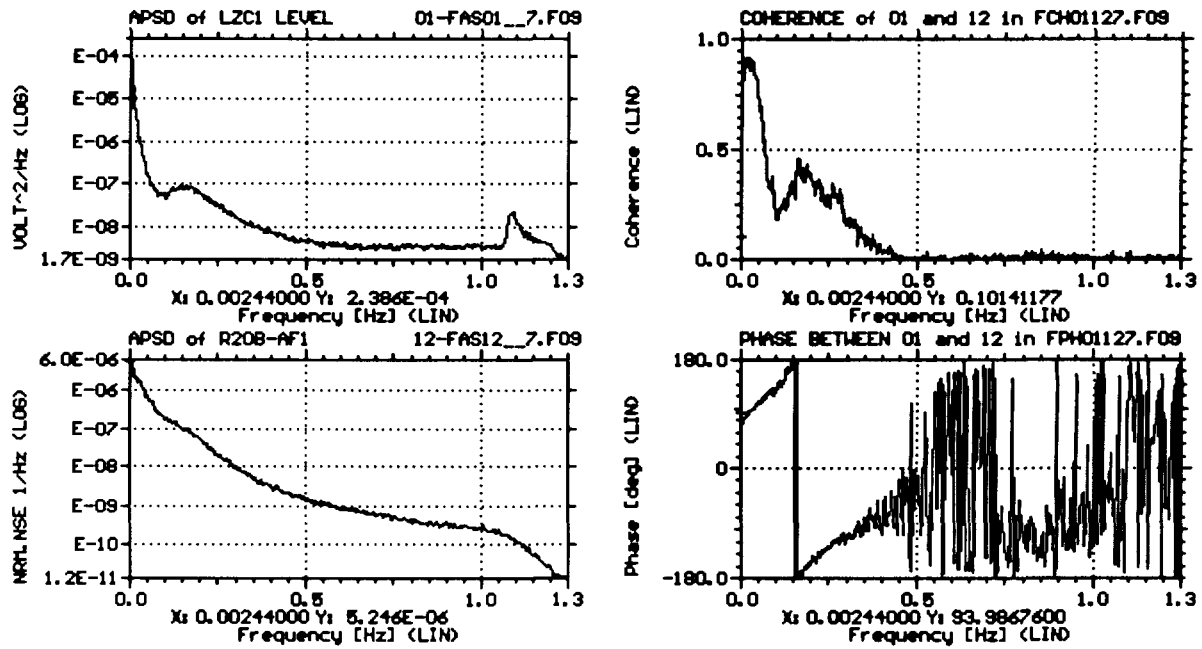 APSD of LZC1 LEVEL 01-FAS01__7.F09
VOLT^2/Hz (LOG)
E-04
E-05
E-06
E-07
E-08
1.7E-09
0.0 0.5 1.0 1.3
X: 0.00244000 Y: 2.386E-04
Frequency [Hz] (LIN)
COHERENCE of 01 and 12 in FCH01127.F09
Coherence (LIN)
1.0
0.5
0.0
0.0 0.5 1.0 1.3
X: 0.00244000 Y: 0.10141177
Frequency [Hz] (LIN)
APSD of R20B-AF1 12-FAS12__7.F09
NRM.NSE 1/Hz (LOG)
6.0E-06
E-06
E-07
E-08
E-09
E-10
1.2E-11
0.0 0.5 1.0 1.3
X: 0.00244000 Y: 5.246E-06
Frequency [Hz] (LIN)
PHASE BETWEEN 01 and 12 in FPH01127.F09
Phase [deg] (LIN)
180.0
0
-180.0
0.0 0.5 1.0 1.3
X: 0.00244000 Y: 93.9867600
Frequency [Hz] (LIN)